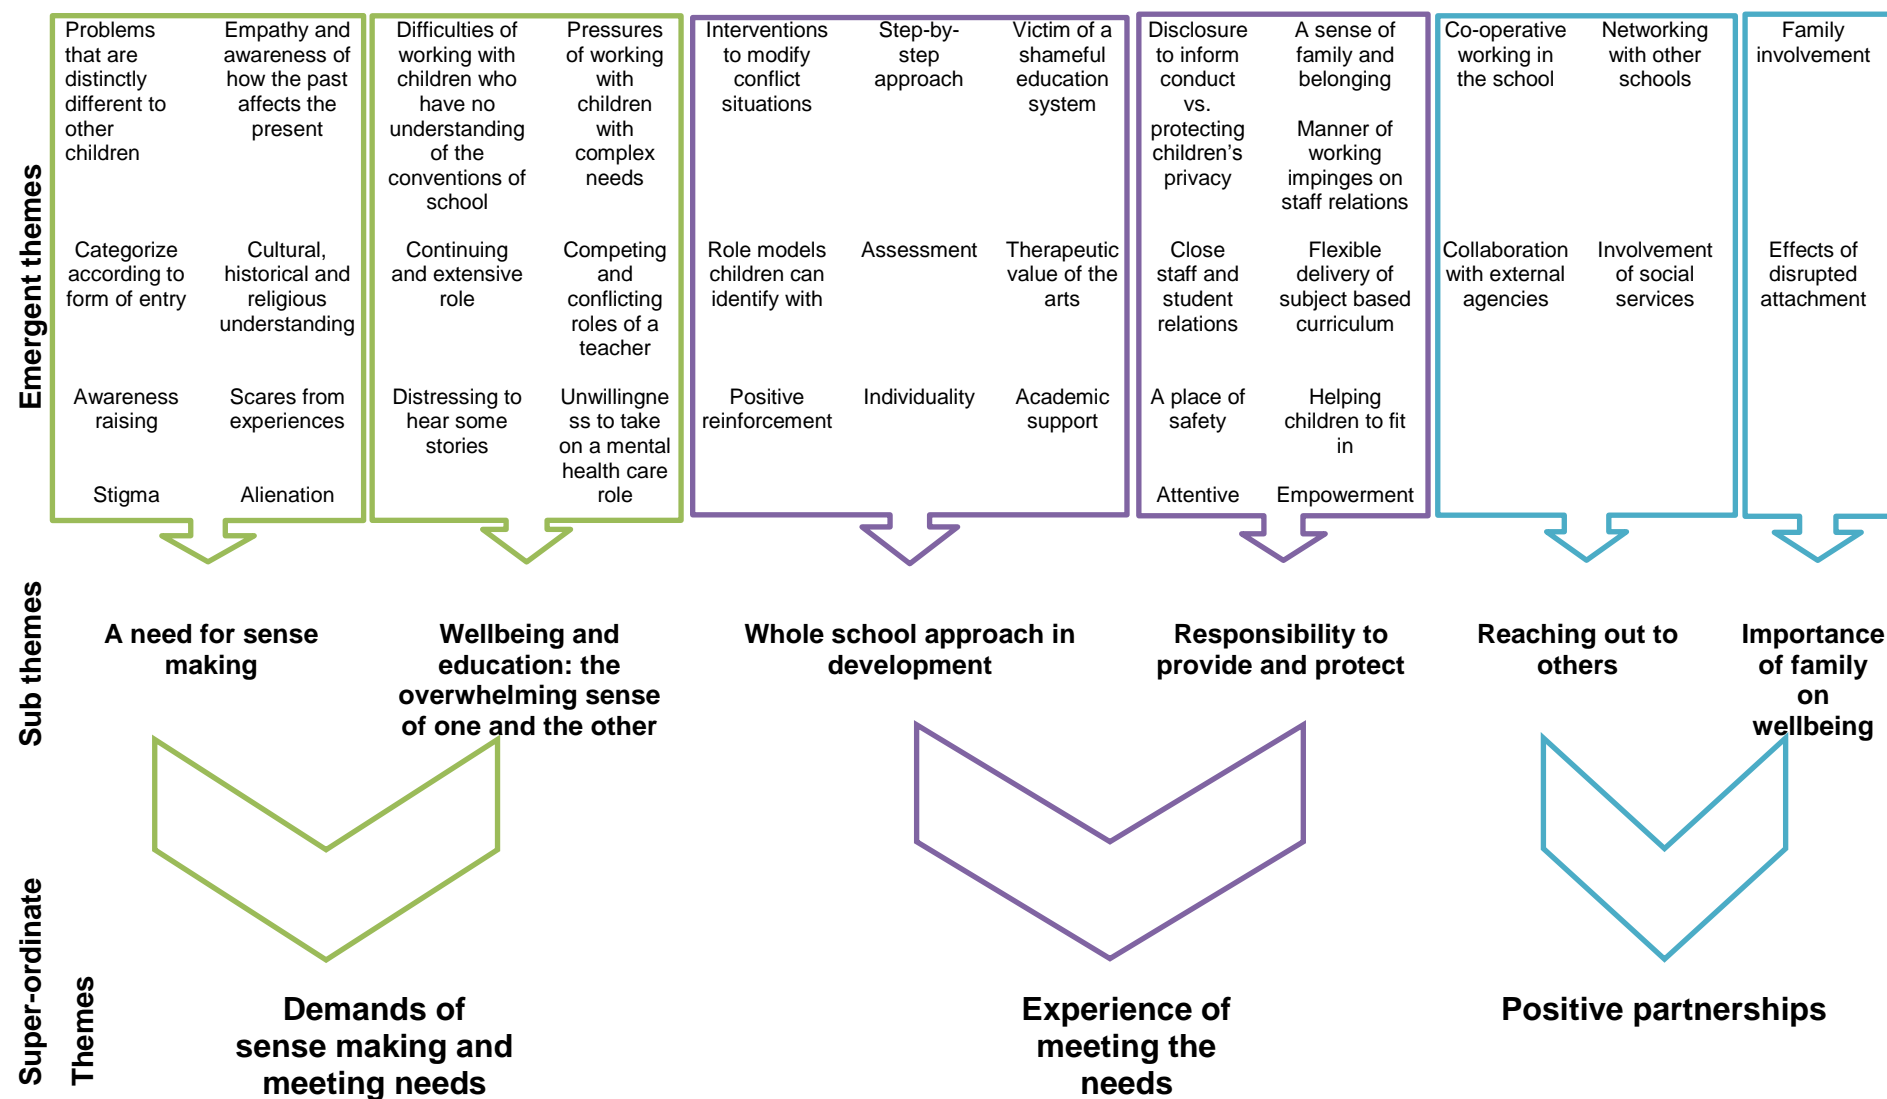 Emergent themes
Problems
that are
distinctly
different to
other
children
Empathy and
awareness of
how the past
affects the
present
Categorize
according to
form of entry
Cultural,
historical and
religious
understanding
Awareness
raising
Scares from
experiences
Stigma
Alienation
Difficulties of
working with
children who
have no
understanding
of the
conventions of
school
Pressures
of working
with
children
with
complex
needs
Continuing
and extensive
role
Competing
and
conflicting
roles of a
teacher
Distressing to
hear some
stories
Unwillingne
ss to take
on a mental
health care
role
Interventions
to modify
conflict
situations
Step-by-
step
approach
Victim of a
shameful
education
system
Role models
children can
identify with
Assessment
Therapeutic
value of the
arts
Positive
reinforcement
Individuality
Academic
support
Disclosure
to inform
conduct
vs.
protecting
children’s
privacy
A sense of
family and
belonging
Manner of
working
impinges on
staff relations
Close
staff and
student
relations
Flexible
delivery of
subject based
curriculum
A place of
safety
Helping
children to fit
in
Attentive
Empowerment
Co-operative
working in
the school
Networking
with other
schools
Collaboration
with external
agencies
Involvement
of social
services
Family
involvement
Effects of
disrupted
attachment
Sub themes
A need for sense
making
Wellbeing and
education: the
overwhelming sense
of one and the other
Whole school approach in
development
Responsibility to
provide and protect
Reaching out to
others
Importance
of family
on
wellbeing
Super-ordinate
Themes
Demands of
sense making and
meeting needs
Experience of
meeting the
needs
Positive partnerships